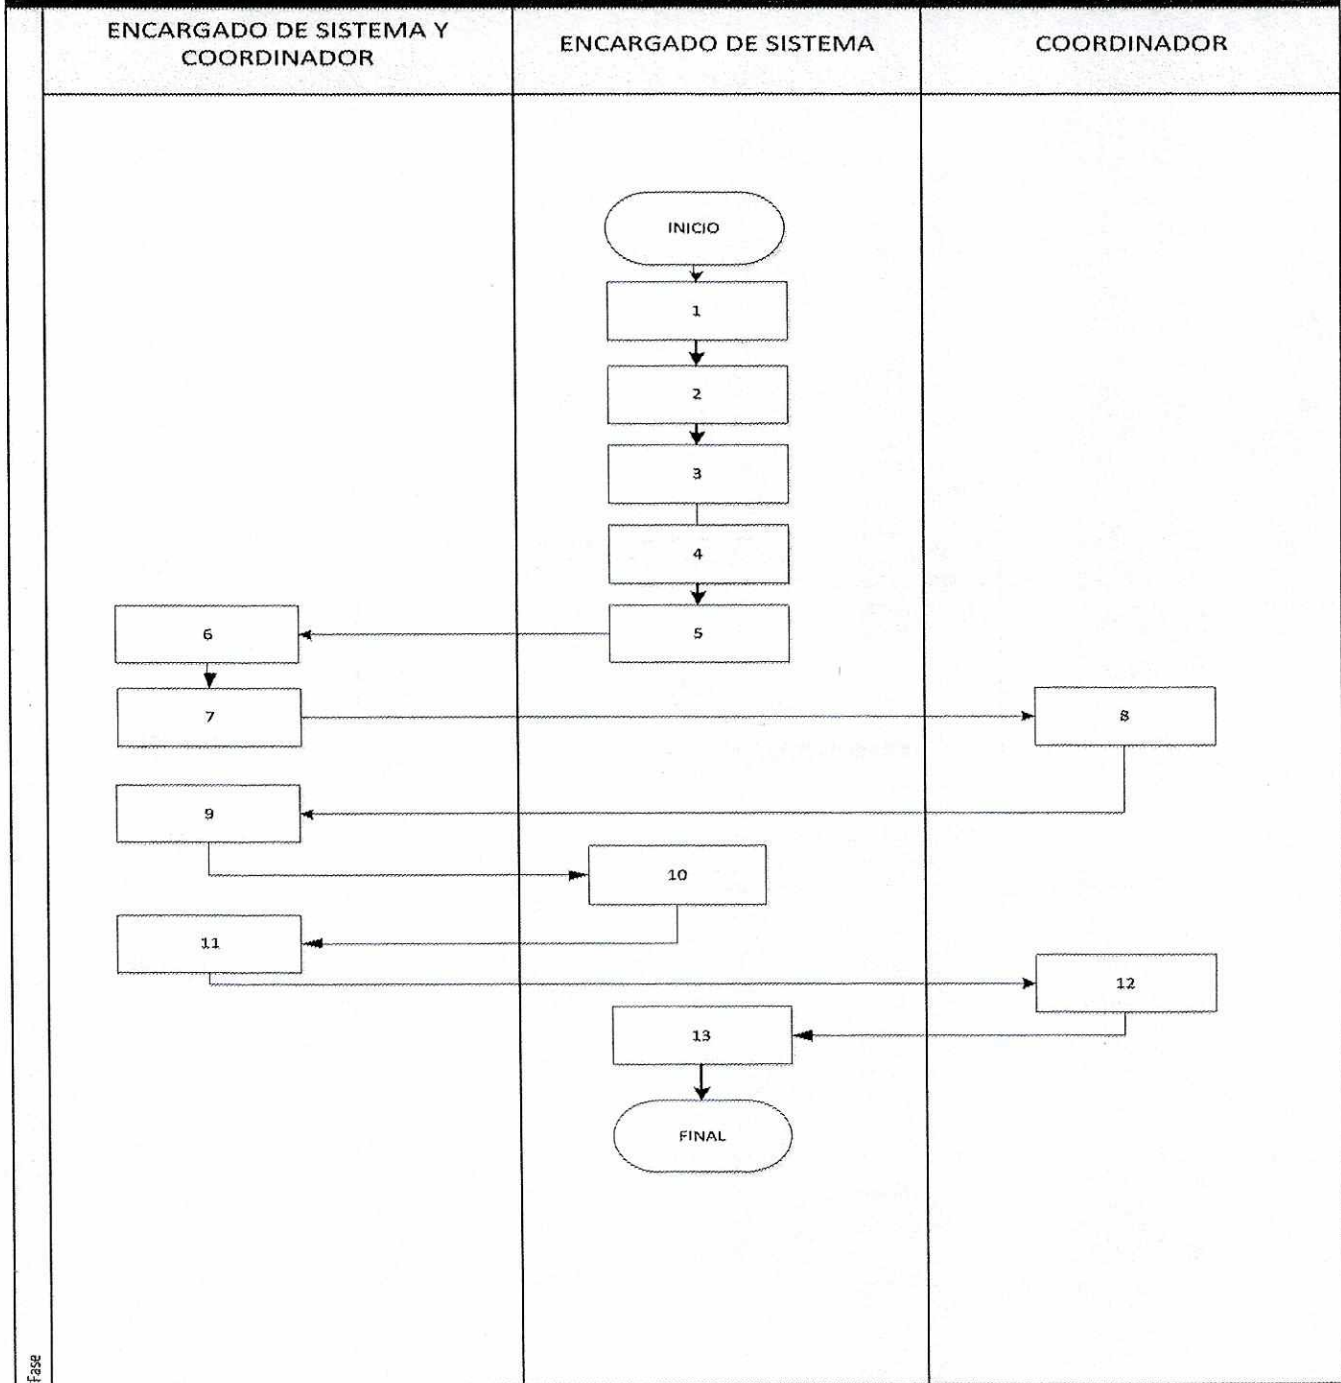 ENCARGADO DE SISTEMA Y
COORDINADOR
ENCARGADO DE SISTEMA
COORDINADOR
INICIO
1
2
3
4
5
6
7
8
9
10
11
12
13
FINAL
Fase